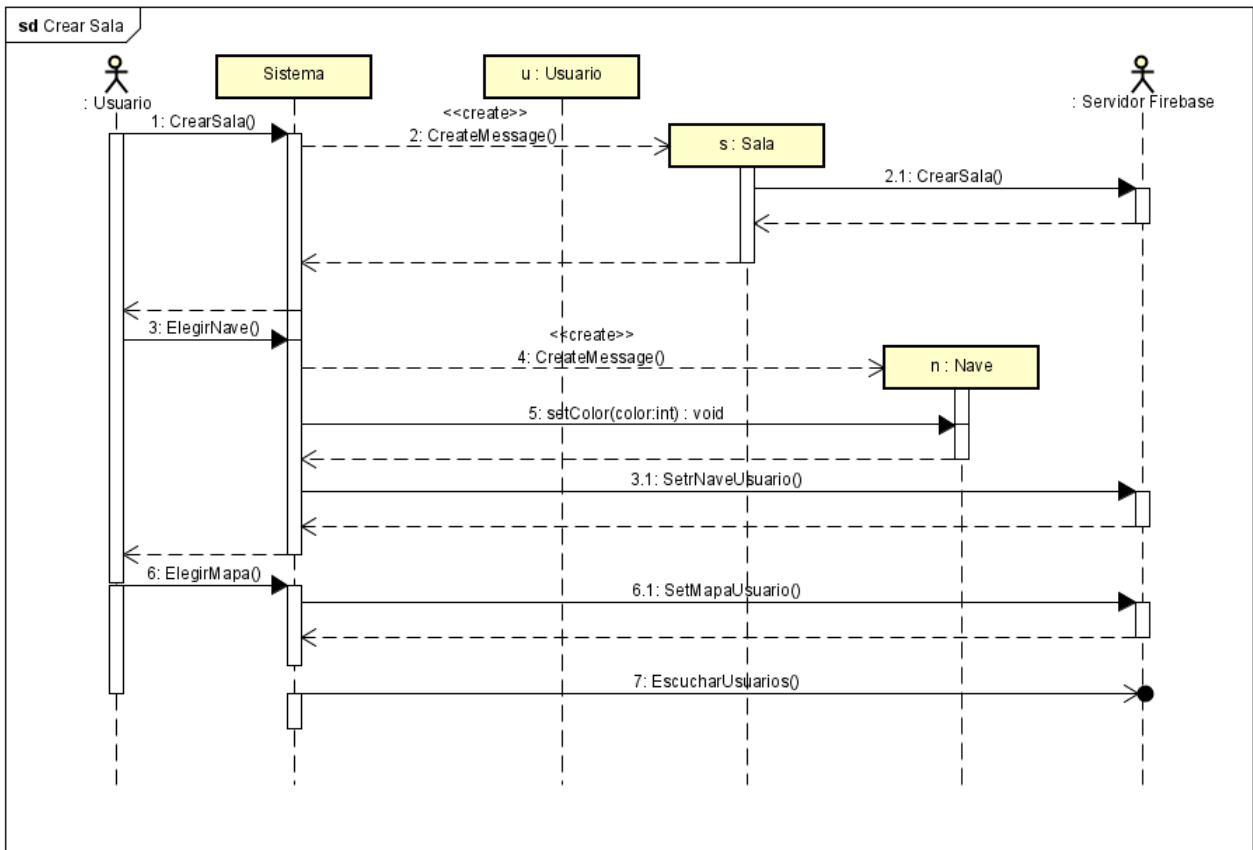 sd Crear Sala
: Usuario
Sistema
u : Usuario
: Servidor Firebase
1: CrearSala()
<<create>>
2: CreateMessage()
s : Sala
2.1: CrearSala()
3: ElegirNave()
<<create>>
4: CreateMessage()
n : Nave
5: setColor(color:int) : void
3.1: SetrNaveUsuario()
6: ElegirMapa()
6.1: SetMapaUsuario()
7: EscucharUsuarios()